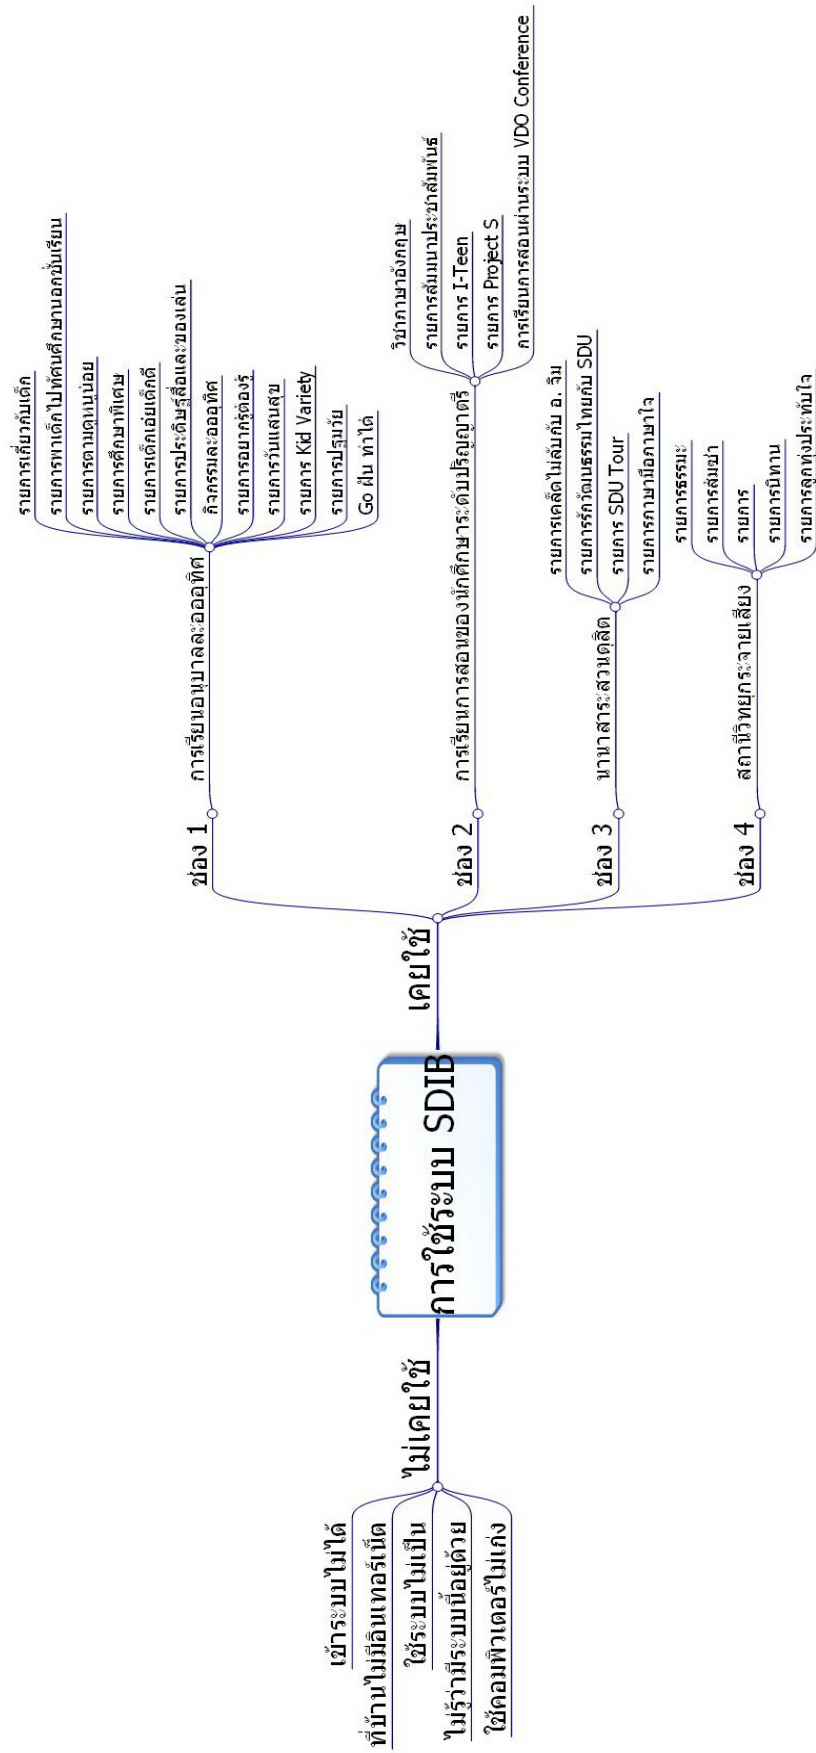 การใช้ระบบ SDIB
ไม่เคยใช้
เข้าระบบไม่ได้
ที่บ้านไม่มีอินเทอร์เน็ต
ใช้ระบบไม่เป็น
ไม่รู้ว่ามีระบบนี้อยู่ด้วย
ใช้คอมพิวเตอร์ไม่เก่ง
เคยใช้
ช่อง 1
การเรียนอนุบาลละอออุทิศ
รายการเกี่ยวกับเด็ก
รายการพาเด็กไปทัศนศึกษานอกชั้นเรียน
รายการตามดูหนูน้อย
รายการศึกษาพิเศษ
รายการเด็กเอ๋ยเด็กดี
รายการประดิษฐ์สื่อและของเล่น
กิจกรรมละอออุทิศ
รายการอยากรู้ต้องรู้
รายการวันแสนสุข
รายการ Kid Variety
รายการปฐมวัย
Go ฝัน ทำได้
ช่อง 2
การเรียนการสอนของนักศึกษาระดับปริญญาตรี
วิชาภาษาอังกฤษ
รายการสัมมนาประชาสัมพันธ์
รายการ I-Teen
รายการ Project S
การเรียนการสอนผ่านระบบ VDO Conference
ช่อง 3
นานาสาระสวนดุสิต
รายการเคล็ดไม่ลับกับ อ. จิม
รายการรักวัฒนธรรมไทยกับ SDU
รายการ SDU Tour
รายการภาษามือภาษาใจ
ช่อง 4
สถานีวิทยุกระจายเสียง
รายการธรรมะ
รายการส้มซ่า
รายการ
รายการนิทาน
รายการลูกทุ่งประทับใจ